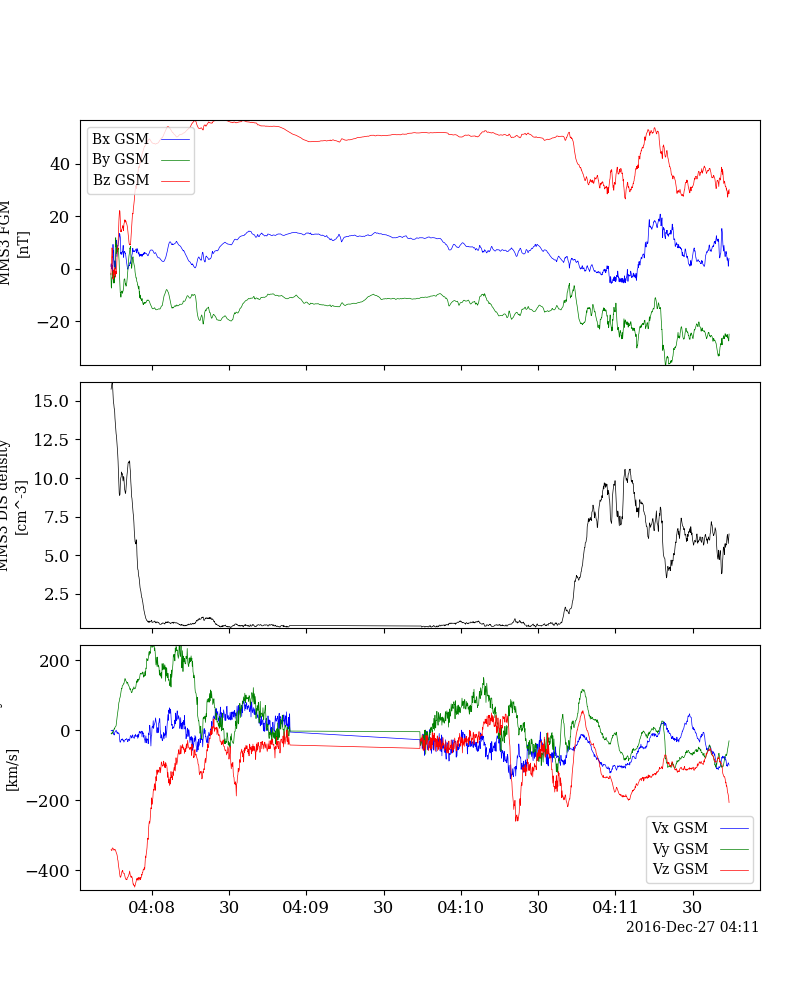 Bx GSM
By GSM
Bz GSM
40
20
0
−20
MMS3 FGM
[nT]
15.0
12.5
10.0
7.5
5.0
2.5
MMS3 DIS density
[cm^-3]
200
0
−200
−400
[km/s]
Vx GSM
Vy GSM
Vz GSM
04:08 30 04:09 30 04:10 30 04:11 30
2016-Dec-27 04:11